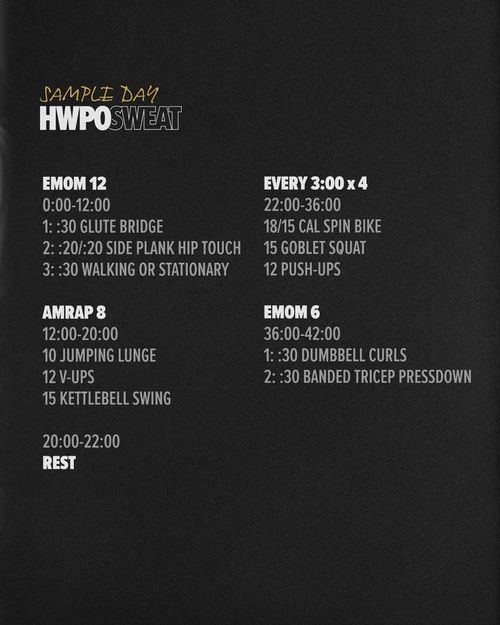 SAMPLE DAY
HWPOSWEAT
EMOM 12
0:00-12:00
1: :30 GLUTE BRIDGE
2: :20/:20 SIDE PLANK HIP TOUCH
3: :30 WALKING OR STATIONARY
AMRAP 8
12:00-20:00
10 JUMPING LUNGE
12 V-UPS
15 KETTLEBELL SWING
20:00-22:00
REST
EVERY 3:00 x 4
22:00-36:00
18/15 CAL SPIN BIKE
15 GOBLET SQUAT
12 PUSH-UPS
EMOM 6
36:00-42:00
1: :30 DUMBBELL CURLS
2: :30 BANDED TRICEP PRESSDOWN